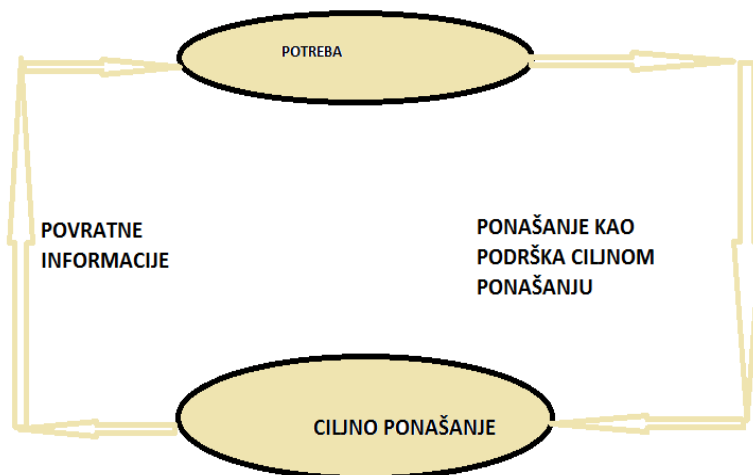 POTREBA
POVRATNE
INFORMACIJE
PONAŠANJE KAO
PODRŠKA CILJNOM
PONAŠANJU
CILJNO PONAŠANJE